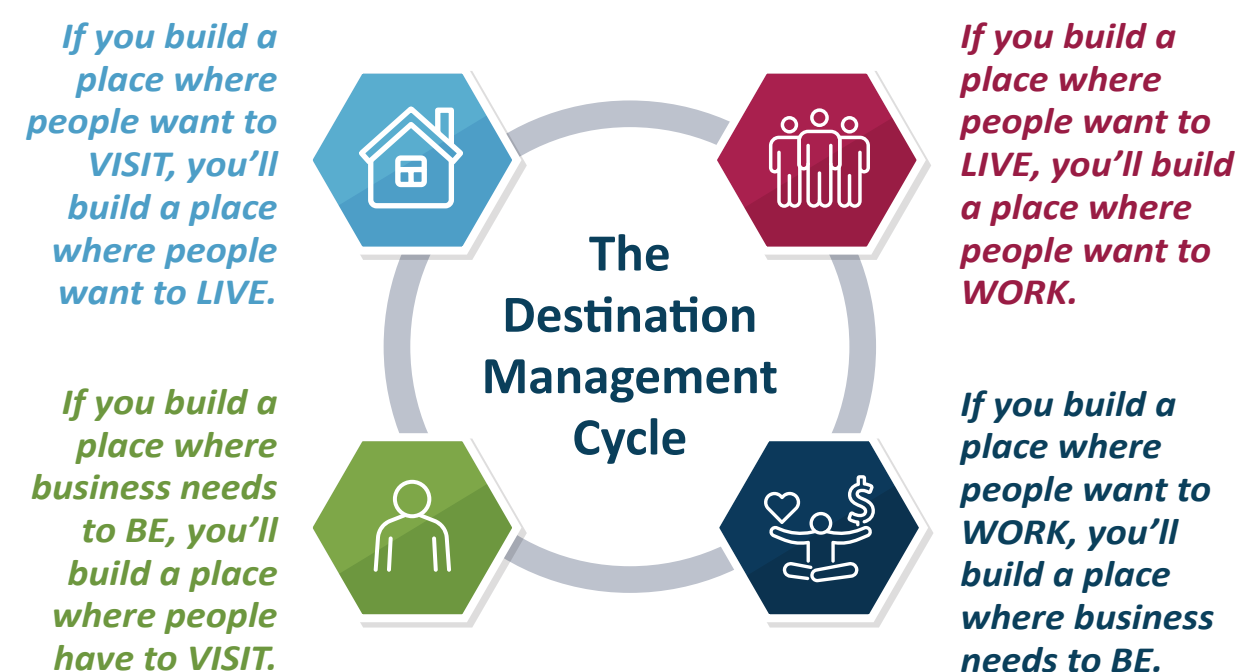 If you build a
place where
people want to
VISIT, you’ll
build a place
where people
want to LIVE.
If you build a
place where
people want to
LIVE, you’ll build
a place where
people want to
WORK.
The
Destination
Management
Cycle
If you build a
place where
business needs
to BE, you’ll
build a place
where people
have to VISIT.
If you build a
place where
people want to
WORK, you’ll
build a place
where business
needs to BE.
$